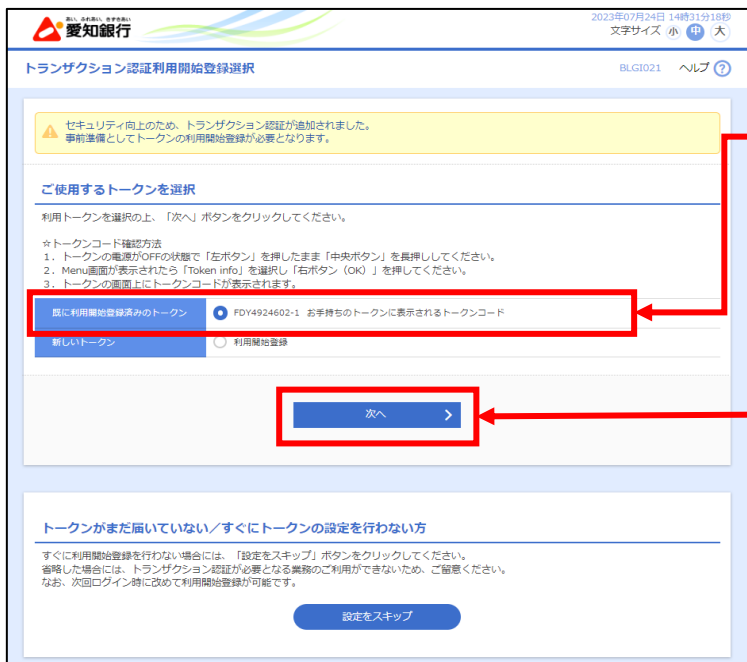 あい、ふれあい、ささえあい
愛知銀行
2023年07月24日 14時31分18秒
文字サイズ 小 中 大
トランザクション認証利用開始登録選択
BLGI021 ヘルプ ?
セキュリティ向上のため、トランザクション認証が追加されました。
事前準備としてトークンの利用開始登録が必要となります。
ご使用するトークンを選択
利用トークンを選択の上、「次へ」ボタンをクリックしてください。
☆トークンコード確認方法
1．トークンの電源がOFFの状態で「左ボタン」を押したまま「中央ボタン」を長押ししてください。
2．Menu画面が表示されたら「Token info」を選択し「右ボタン（OK）」を押してください。
3．トークンの画面上にトークンコードが表示されます。
既に利用開始登録済みのトークン FDY4924602-1 お手持ちのトークンに表示されるトークンコード
新しいトークン 利用開始登録
次へ
トークンがまだ届いていない／すぐにトークンの設定を行わない方
すぐに利用開始登録を行わない場合には、「設定をスキップ」ボタンをクリックしてください。
省略した場合には、トランザクション認証が必要となる業務のご利用ができないため、ご留意ください。
なお、次回ログイン時に改めて利用開始登録が可能です。
設定をスキップ